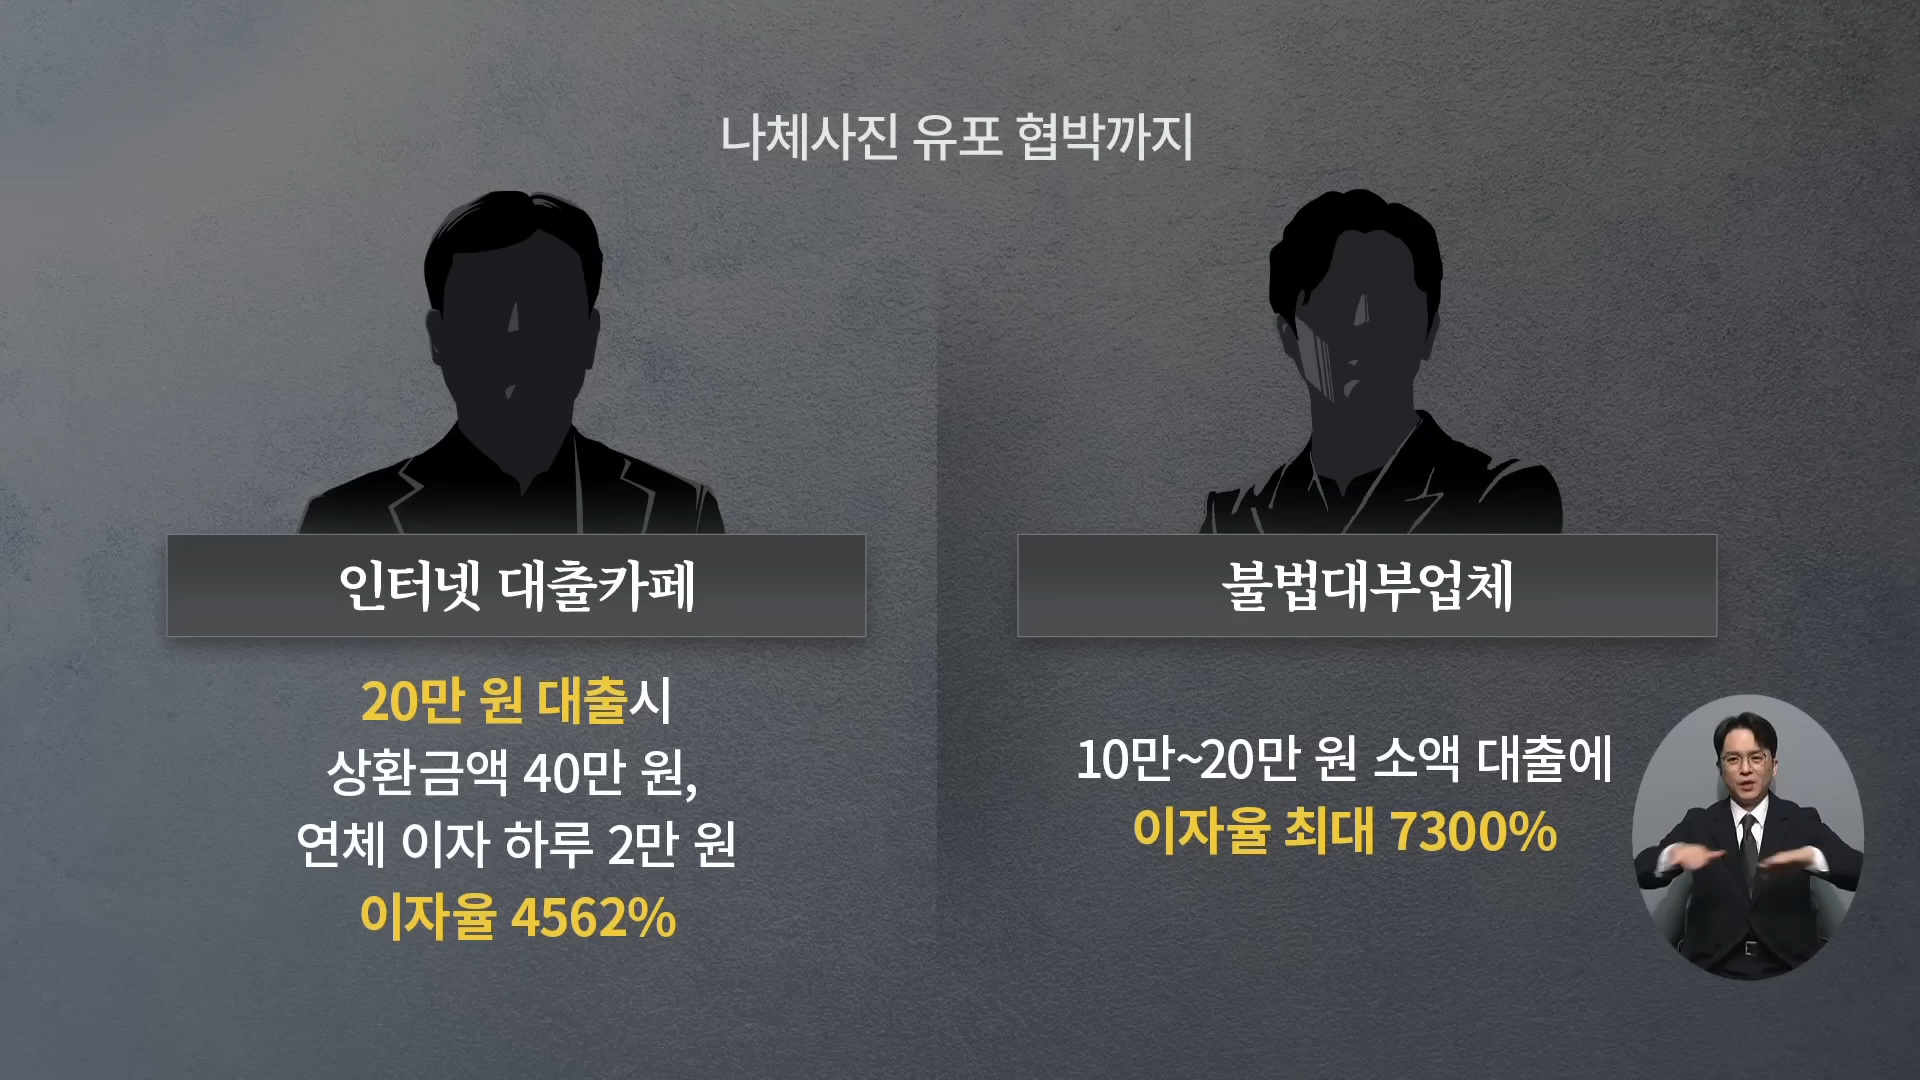 나체사진 유포 협박까지
인터넷 대출카페
20만 원 대출시
상환금액 40만 원,
연체 이자 하루 2만 원
이자율 4562%
불법대부업체
10만~20만 원 소액 대출에
이자율 최대 7300%